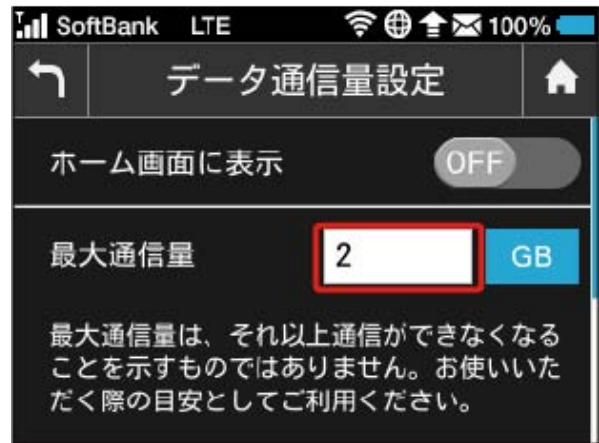 SoftBank LTE 100%
データ通信量設定
ホーム画面に表示 OFF
最大通信量 2 GB
最大通信量は、それ以上通信ができなくなる
ことを示すものではありません。お使いいた
だく際の目安としてご利用ください。